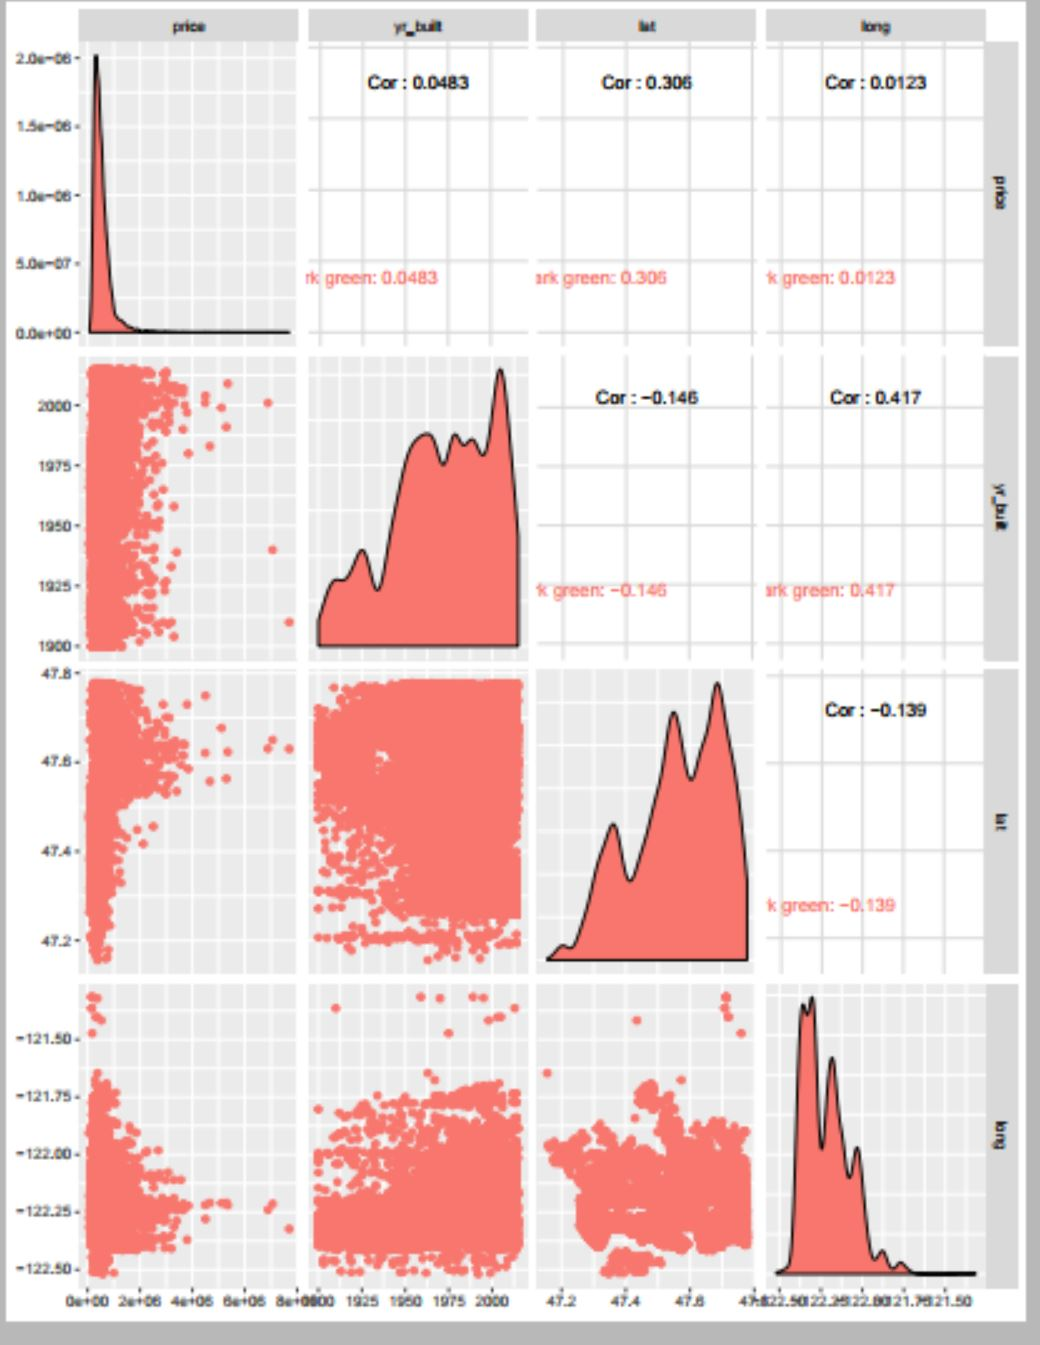 price yr_built lat long
2.0e−06
Cor : 0.0483 Cor : 0.306 Cor : 0.0123
1.5e−06
1.0e−06
price
5.0e−07
rk green: 0.0483 ark green: 0.306 rk green: 0.0123
0.0e+00
2000
Cor : −0.146 Cor : 0.417
1975
yr_built
1950
1925
rk green: −0.146 ark green: 0.417
1900
47.8
Cor : −0.139
47.6
lat
47.4
k green: −0.139
47.2
−121.50
−121.75
long
−122.00
−122.25
−122.50
0e+00 2e+06 4e+06 6e+06 1925 1950 1975 2000 47.2 47.4 47.6 121.50